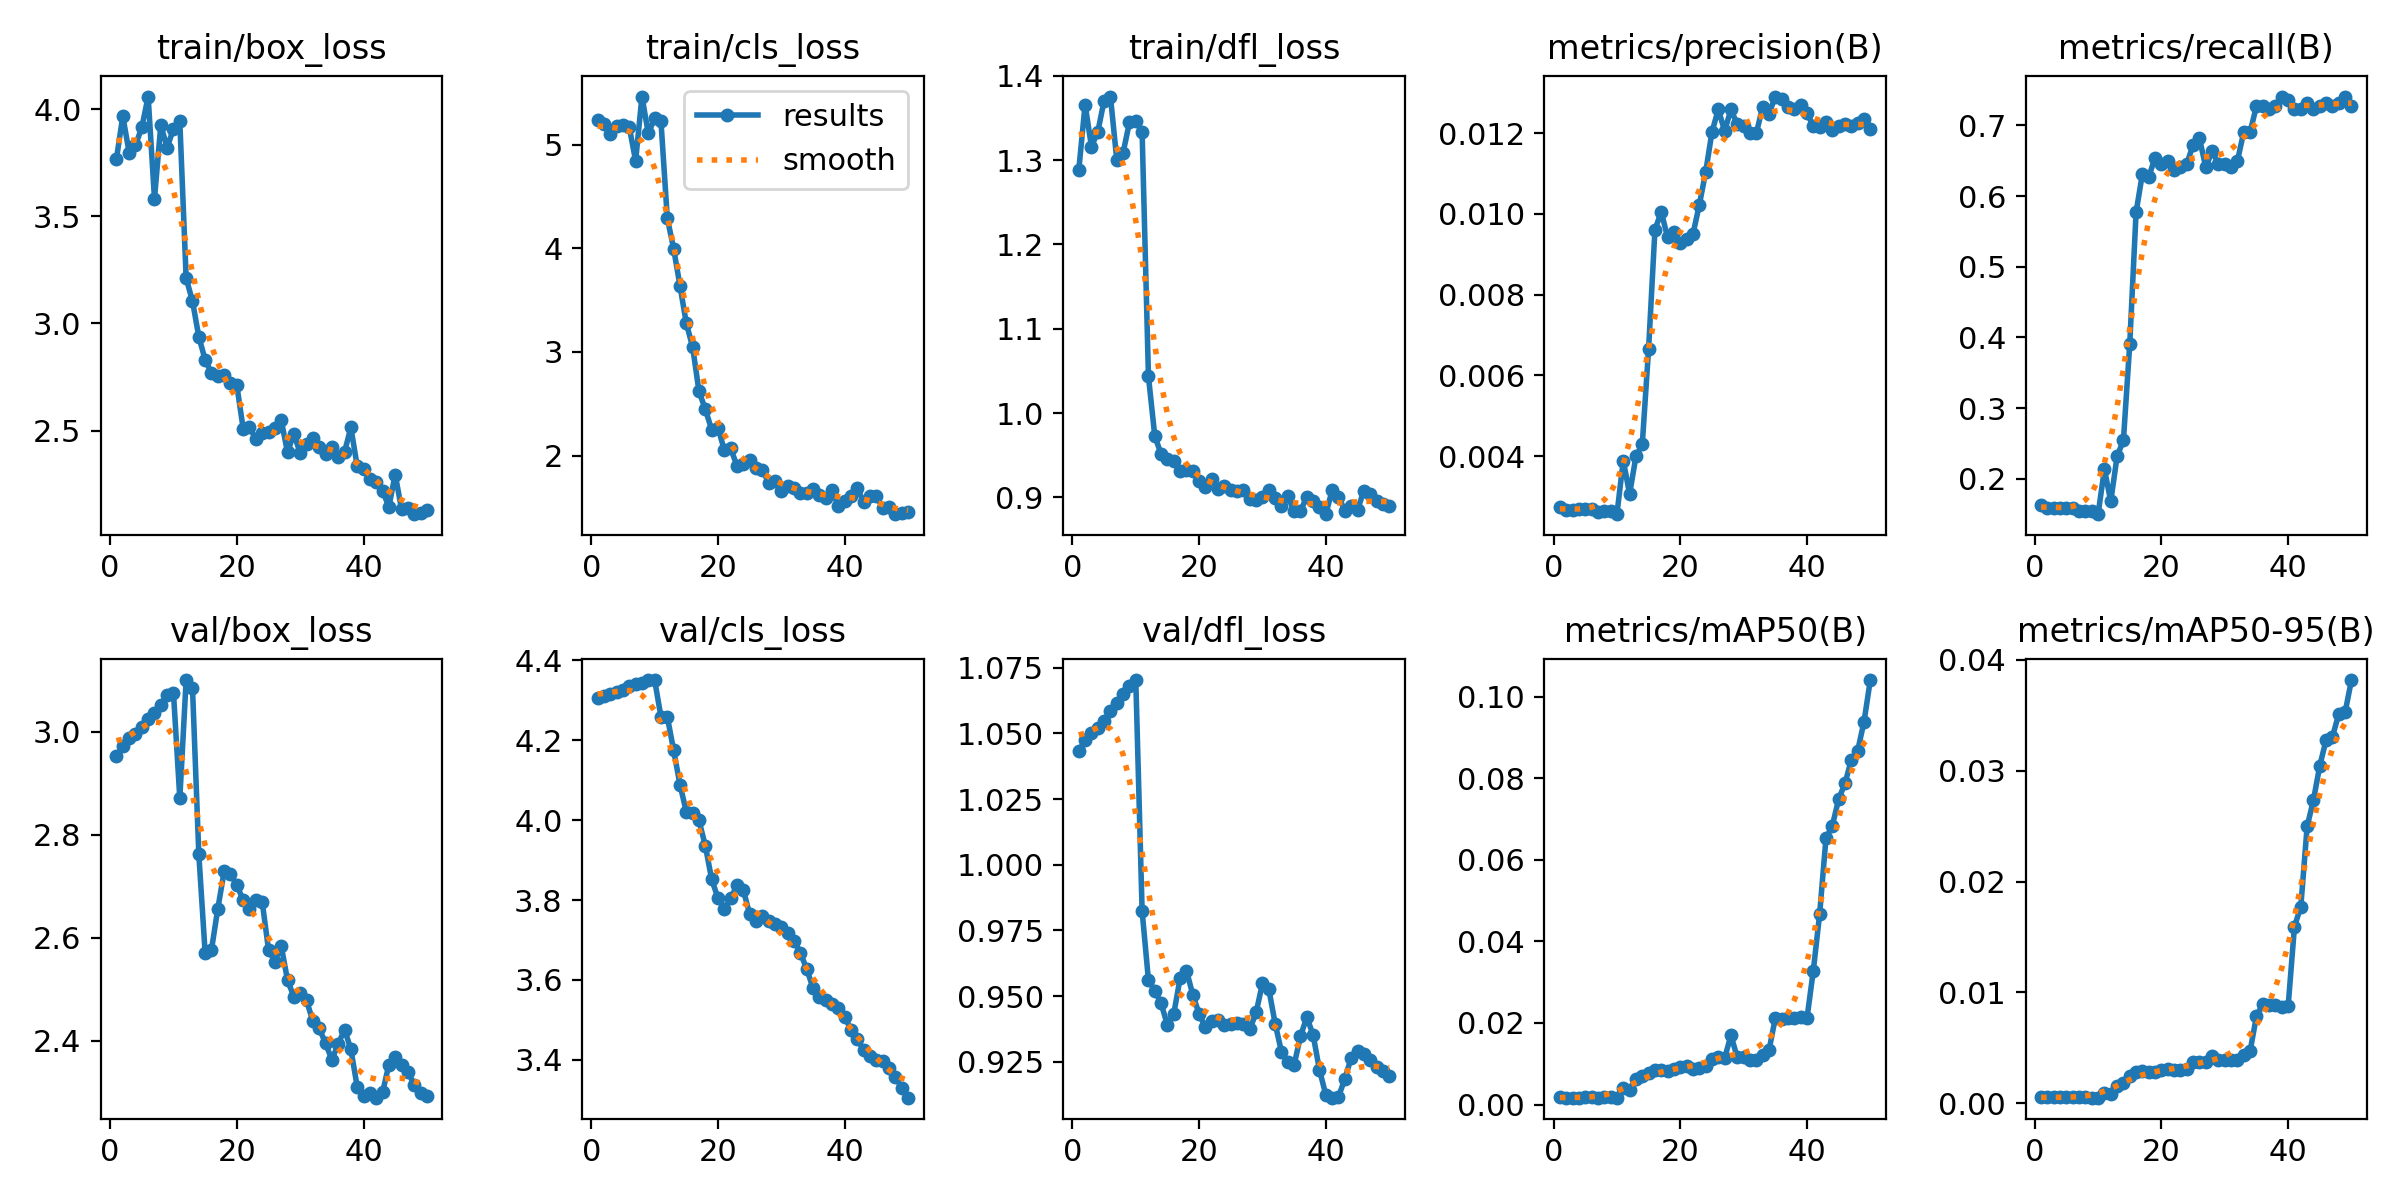 train/box_loss
4.0
3.5
3.0
2.5
0 20 40
train/cls_loss
results
smooth
5
4
3
2
0 20 40
train/dfl_loss
1.4
1.3
1.2
1.1
1.0
0.9
0 20 40
metrics/precision(B)
0.012
0.010
0.008
0.006
0.004
0 20 40
metrics/recall(B)
0.7
0.6
0.5
0.4
0.3
0.2
0 20 40
val/box_loss
3.0
2.8
2.6
2.4
0 20 40
val/cls_loss
4.4
4.2
4.0
3.8
3.6
3.4
0 20 40
val/dfl_loss
1.075
1.050
1.025
1.000
0.975
0.950
0.925
0 20 40
metrics/mAP50(B)
0.10
0.08
0.06
0.04
0.02
0.00
0 20 40
metrics/mAP50-95(B)
0.04
0.03
0.02
0.01
0.00
0 20 40